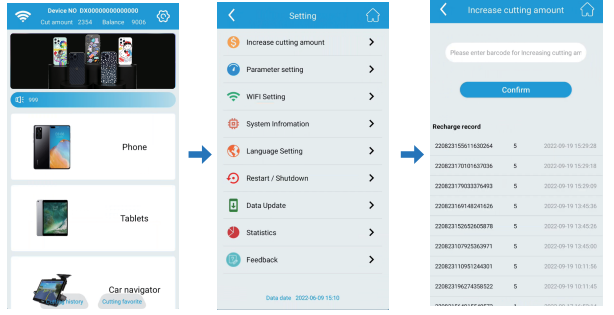 Device NO DX00000000000000
Cut amount 2354 Balance 9006
999
Phone
Tablets
Car navigator
history
Cutting favorite
Setting
Increase cutting amount
Parameter setting
WIFI Setting
System Infromation
Language Setting
Restart / Shutdown
Data Update
Statistics
Feedback
Data date 2022-06-09 15:10
Increase cutting amount
Please enter barcode for Increasing cutting am
Confirm
Recharge record
220823155611630264 5 2022-09-19 15:29:28
220823170101637036 5 2022-09-19 15:29:18
220823179033376493 5 2022-09-19 15:29:09
220823169148241626 5 2022-09-19 13:45:36
220823152652605878 5 2022-09-19 13:45:26
220823107925363971 5 2022-09-19 13:45:00
220823110951244301 5 2022-09-19 10:11:56
220823196274358522 5 2022-09-19 10:11:45